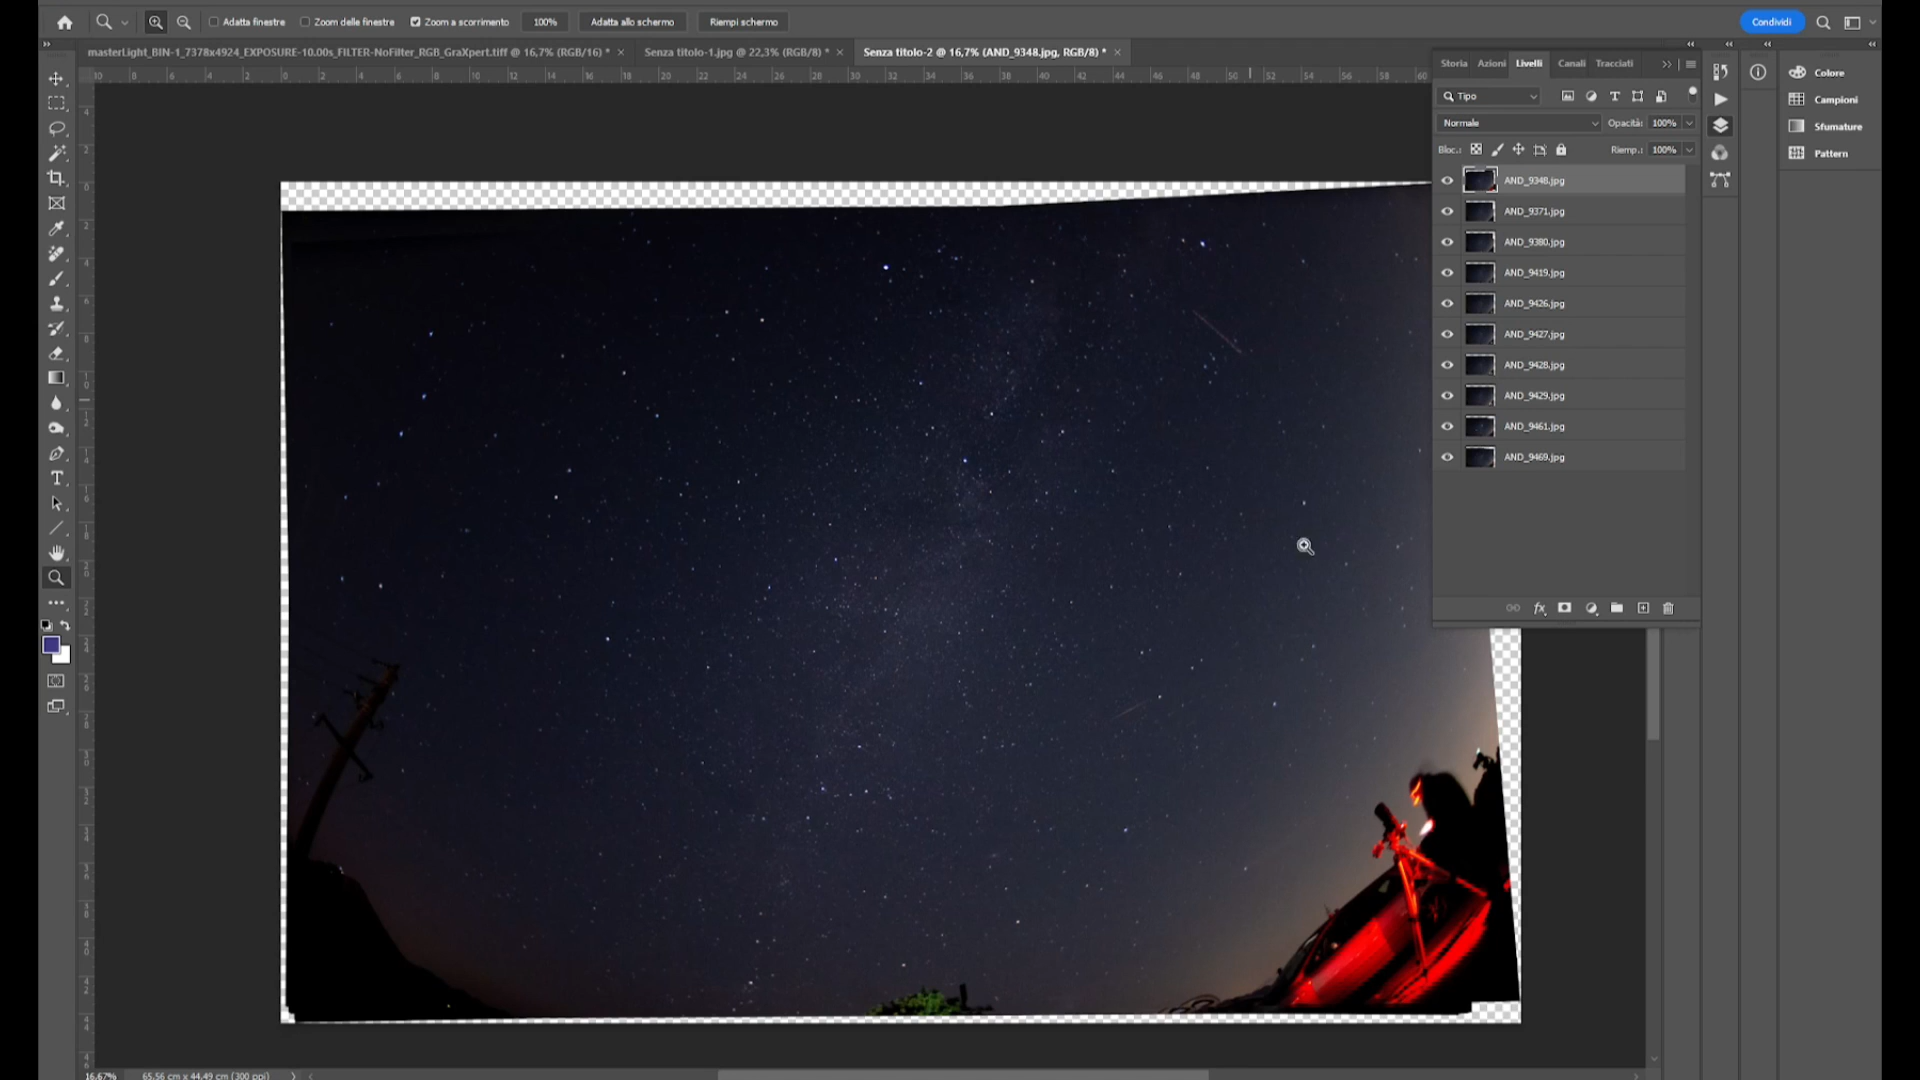 Adatta finestre Zoom delle finestre Zoom a scorrimento 100% Adatta allo schermo Riempi schermo Condividi
masterLight_BIN-1_7378x4924_EXPOSURE-10.00s_FILTER-NoFilter_RGB_GraXpert.tiff @ 16,7% (RGB/16) * × Senza titolo-1.jpg @ 22,3% (RGB/8) * × Senza titolo-2 @ 16,7% (AND_9348.jpg, RGB/8) * ×
Storia Azioni Livelli Canali Tracciati
Colore
Campioni
Sfumature
Pattern
Tipo
Normale Opacità: 100%
Bloc.: Riemp.: 100%
AND_9348.jpg
AND_9371.jpg
AND_9380.jpg
AND_9419.jpg
AND_9426.jpg
AND_9427.jpg
AND_9428.jpg
AND_9429.jpg
AND_9461.jpg
AND_9469.jpg
16,67% 65,56 cm x 44,49 cm (300 ppi)